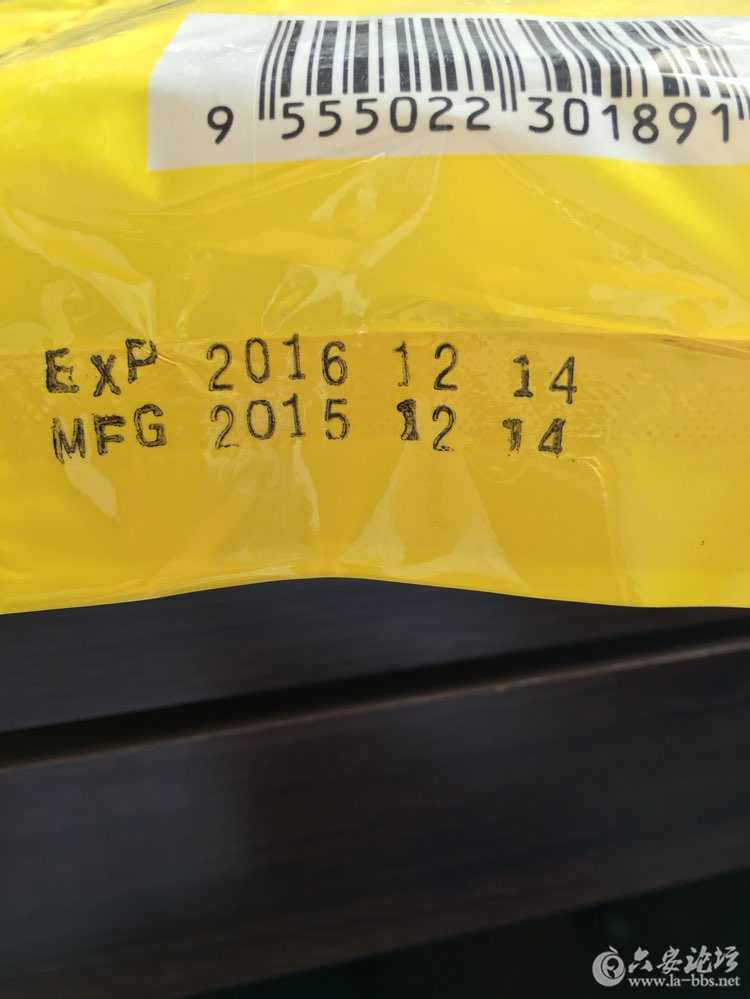 9 555022 301891
EXP 2016 12 14
MFG 2015 12 14
六安论坛
www.la-bbs.net